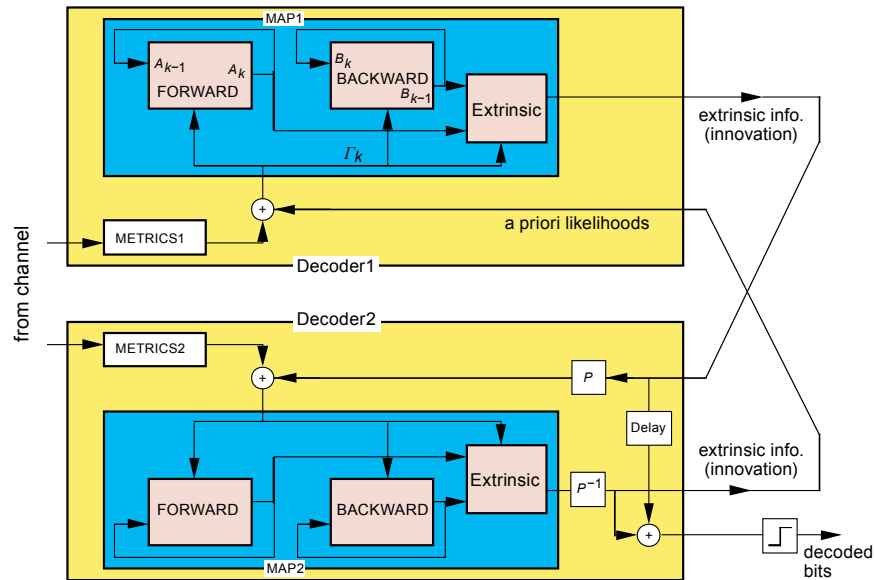 MAP1
A_{k−1}
A_k
FORWARD
B_k
BACKWARD
B_{k−1}
Extrinsic
Γ_k
+
METRICS1
a priori likelihoods
extrinsic info.
(innovation)
Decoder1
from channel
Decoder2
METRICS2
+
P
Delay
FORWARD
BACKWARD
Extrinsic
P^{−1}
extrinsic info.
(innovation)
+
decoded
bits
MAP2